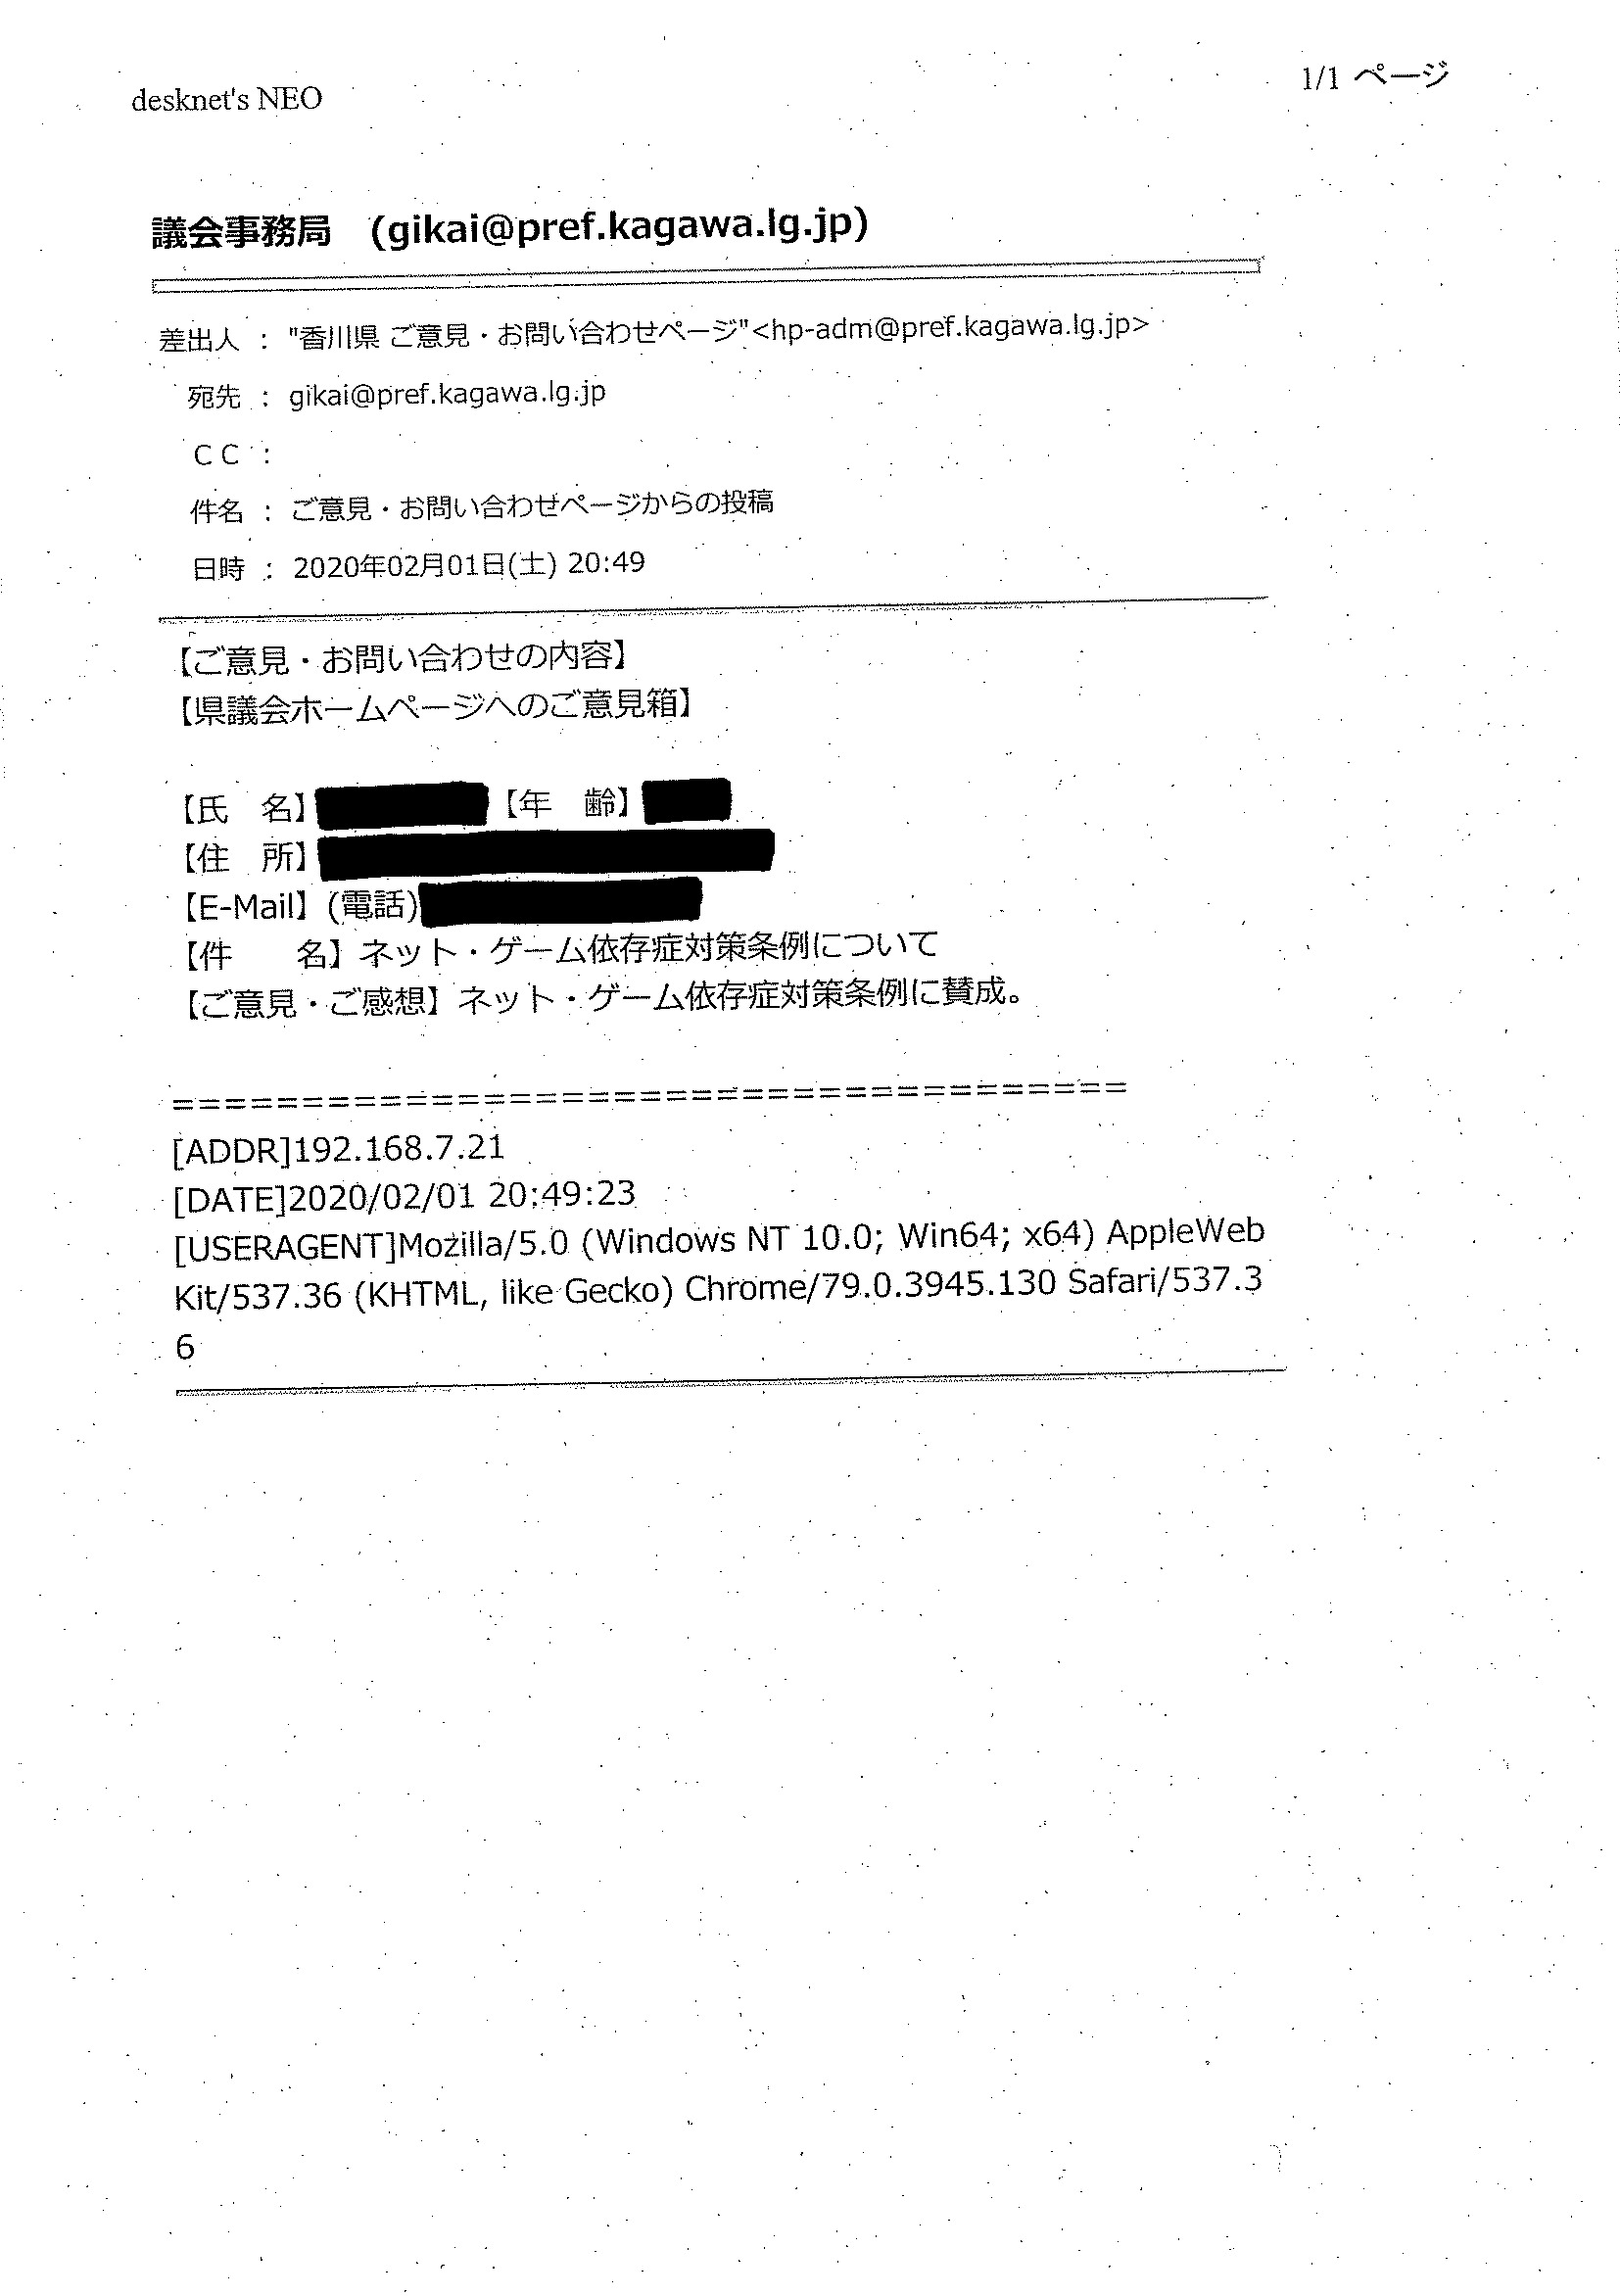 desknet's NEO
1/1 ページ
議会事務局 (gikai@pref.kagawa.lg.jp)
差出人 : "香川県 ご意見・お問い合わせページ"<hp-adm@pref.kagawa.lg.jp>
宛先 : gikai@pref.kagawa.lg.jp
C C :
件名 : ご意見・お問い合わせページからの投稿
日時 : 2020年02月01日(土) 20:49
【ご意見・お問い合わせの内容】
【県議会ホームページへのご意見箱】
【氏　名】 【年　齢】
【住　所】
【E-Mail】(電話)
【件　　名】ネット・ゲーム依存症対策条例について
【ご意見・ご感想】ネット・ゲーム依存症対策条例に賛成。
=====================================
[ADDR]192.168.7.21
[DATE]2020/02/01 20:49:23
[USERAGENT]Mozilla/5.0 (Windows NT 10.0; Win64; x64) AppleWeb
Kit/537.36 (KHTML, like Gecko) Chrome/79.0.3945.130 Safari/537.3
6